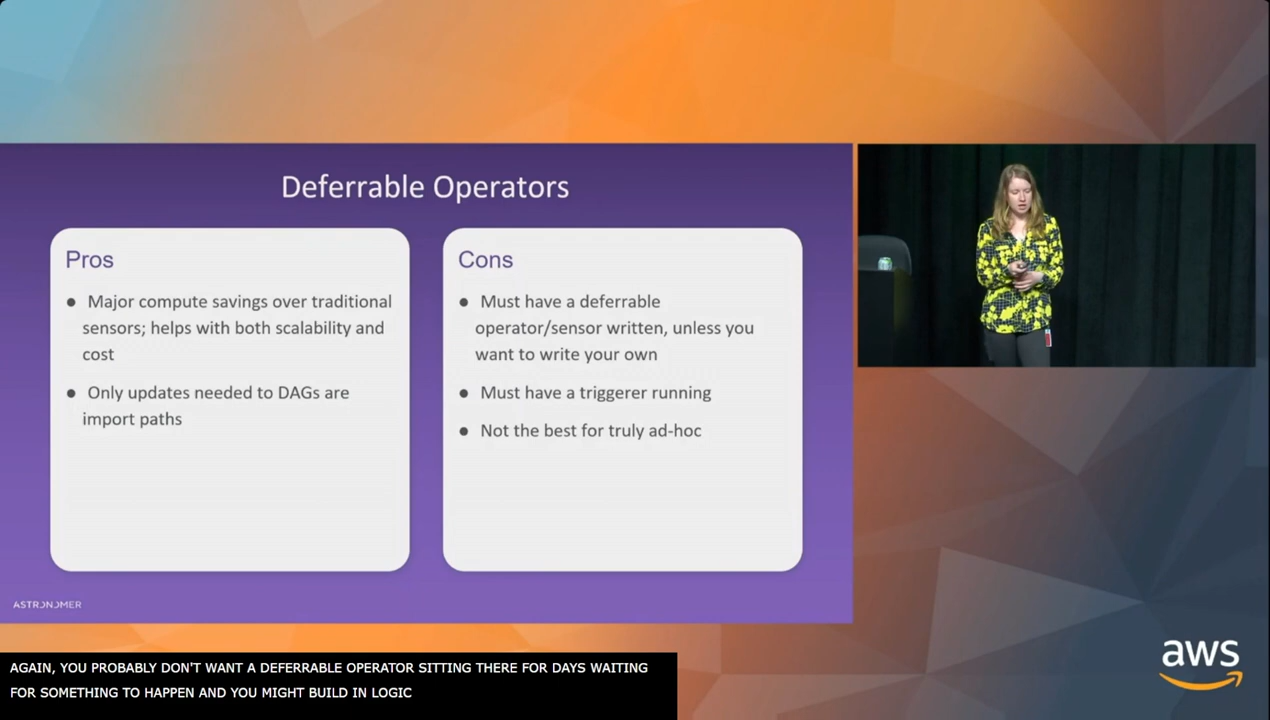 Deferrable Operators
Pros
● Major compute savings over traditional
sensors; helps with both scalability and
cost
● Only updates needed to DAGs are
import paths
Cons
● Must have a deferrable
operator/sensor written, unless you
want to write your own
● Must have a triggerer running
● Not the best for truly ad-hoc
ASTRONOMER
AGAIN, YOU PROBABLY DON'T WANT A DEFERRABLE OPERATOR SITTING THERE FOR DAYS WAITING
FOR SOMETHING TO HAPPEN AND YOU MIGHT BUILD IN LOGIC
aws